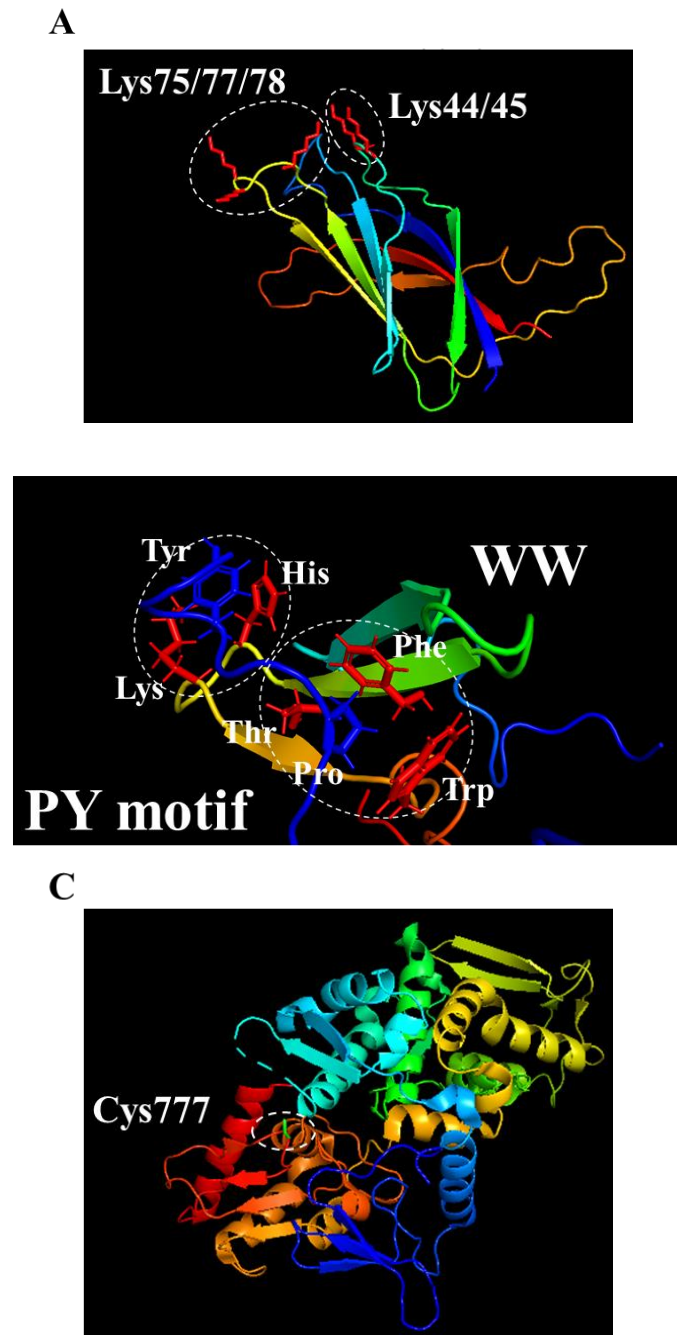 A
Lys75/77/78
Lys44/45
Tyr
His
WW
Phe
Lys
Thr
Pro
Trp
PY motif
C
Cys777